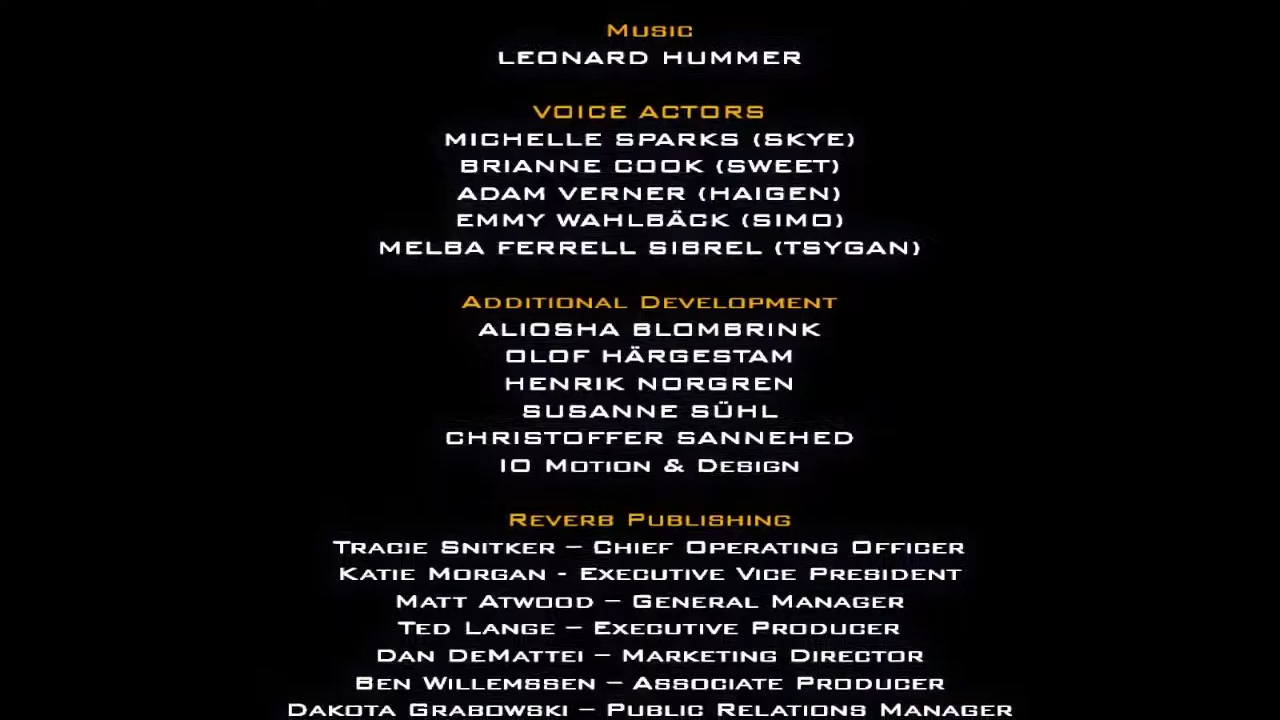 Music
LEONARD HUMMER
VOICE ACTORS
MICHELLE SPARKS (SKYE)
BRIANNE COOK (SWEET)
ADAM VERNER (HAIGEN)
EMMY WAHLBÄCK (SIMO)
MELBA FERRELL SIBREL (TSYGAN)
Additional Development
ALIOSHA BLOMBRINK
OLOF HÄRGESTAM
HENRIK NORGREN
SUSANNE SÜHL
CHRISTOFFER SANNEHED
IO Motion & Design
Reverb Publishing
Tracie Snitker – Chief Operating Officer
Katie Morgan - Executive Vice President
Matt Atwood – General Manager
Ted Lange – Executive Producer
Dan DeMattei – Marketing Director
Ben Willemssen – Associate Producer
Dakota Grabowski – Public Relations Manager